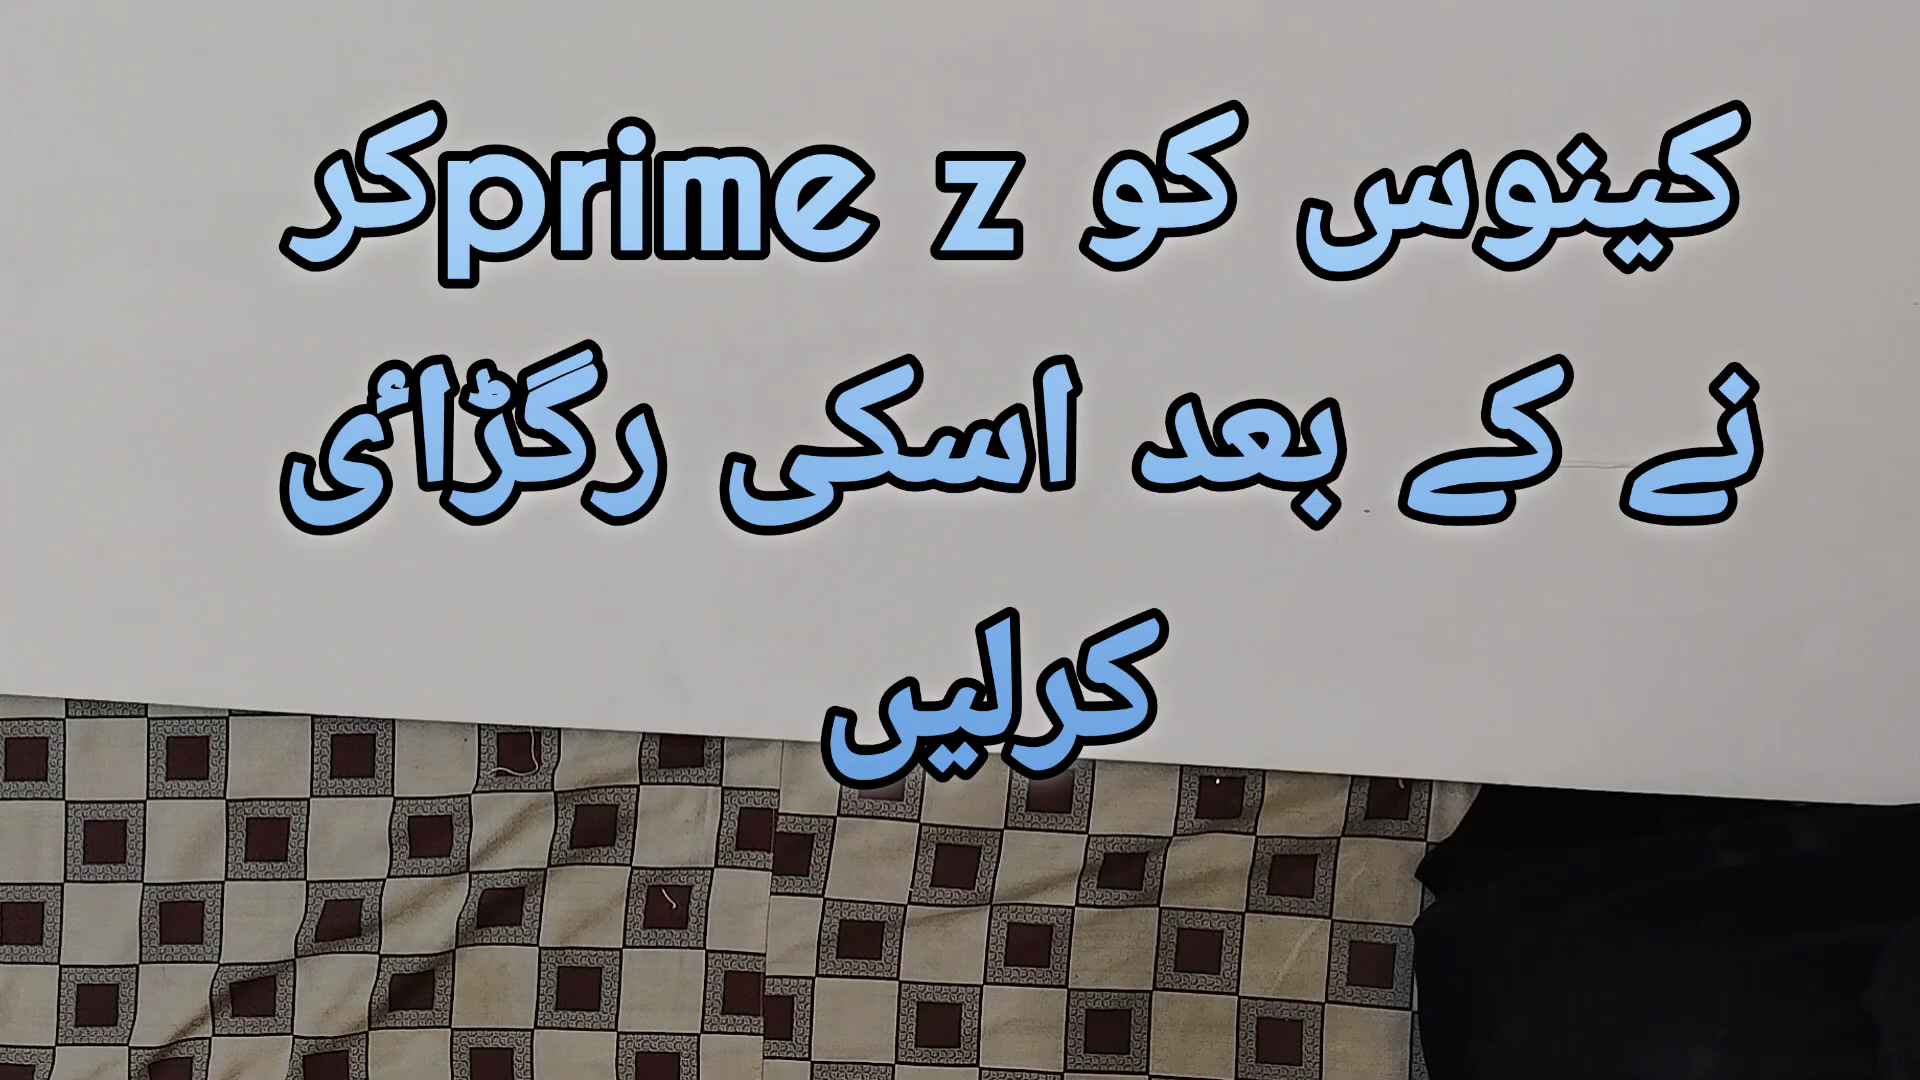 کینوس کو prime z کر
نے کے بعد اسکی رگڑائی
کرلیں